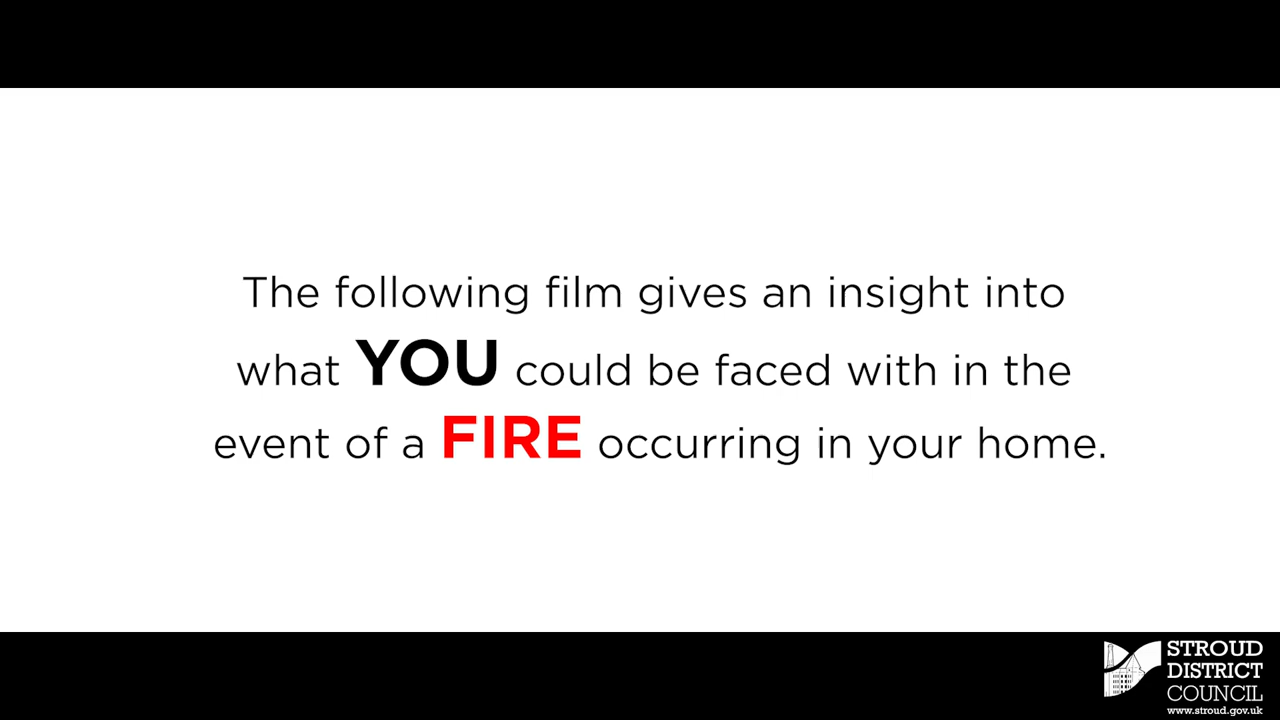 The following film gives an insight into
what YOU could be faced with in the
event of a FIRE occurring in your home.
STROUD
DISTRICT
COUNCIL
www.stroud.gov.uk